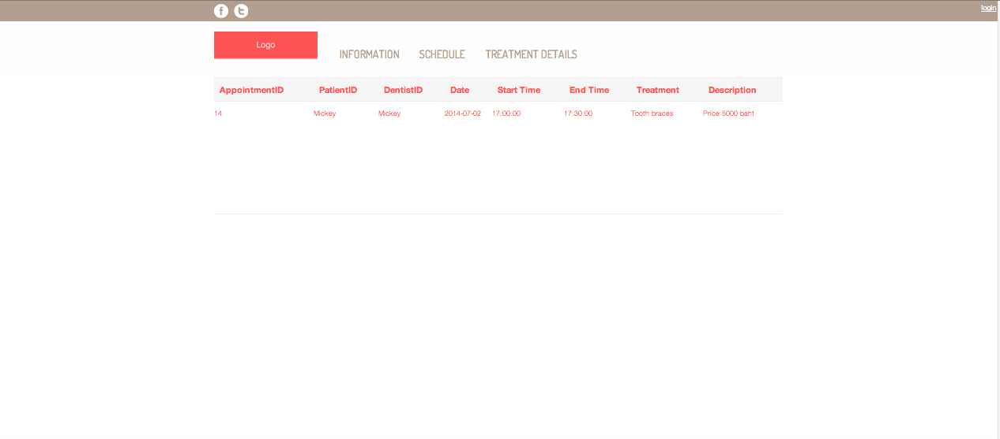 login
Logo
INFORMATION SCHEDULE TREATMENT DETAILS
AppointmentID PatientID DentistID Date Start Time End Time Treatment Description
14 Mickey Mickey 2014-07-02 17:00:00 17:30:00 Tooth braces Price 5000 baht